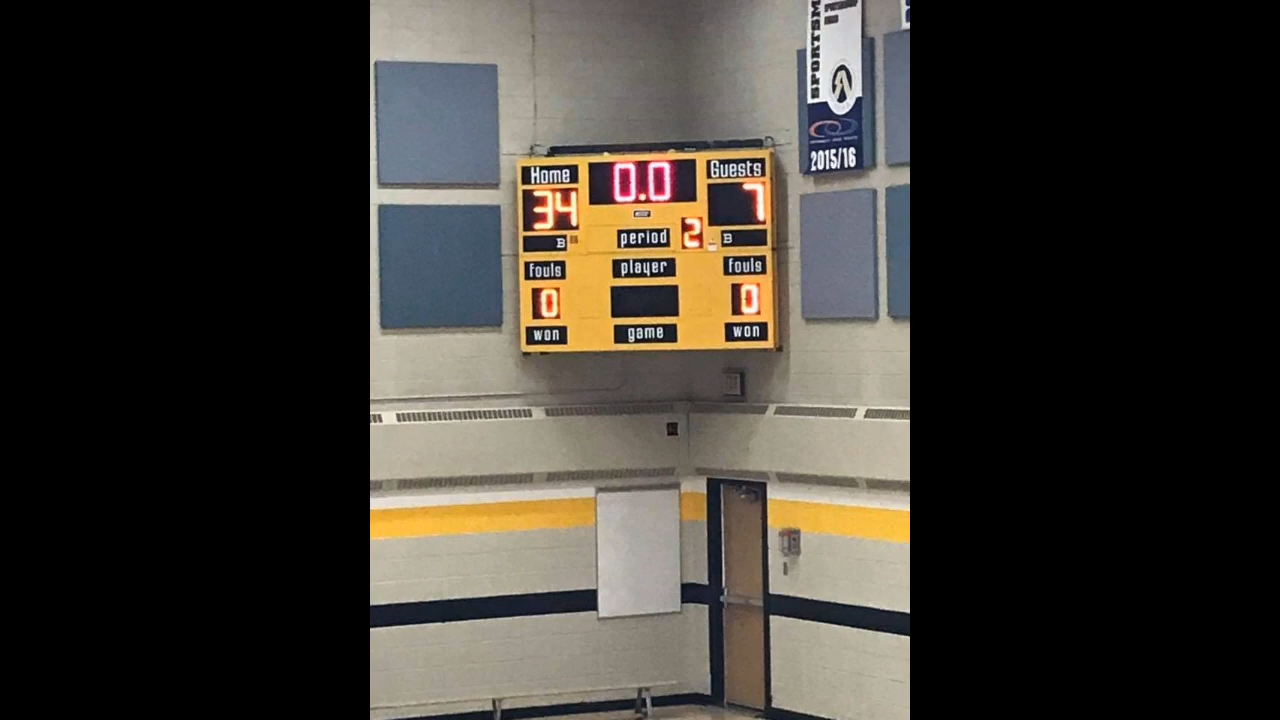 SPORTSM
2015/16
Home 0.0 Guests
34 7
period 2
B B
fouls player fouls
0 0
won game won